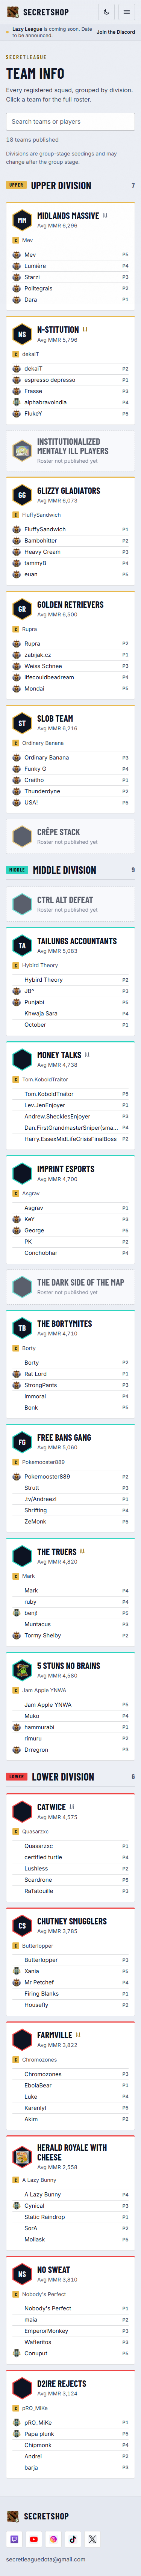 SECRETSHOP
Lazy League is coming soon. Date to be announced.
Join the Discord
SECRETLEAGUE
TEAM INFO
Every registered squad, grouped by division. Click a team for the full roster.
Search teams or players
18 teams published
Divisions are group-stage seedings and may change after the group stage.
UPPER UPPER DIVISION 7
MM MIDLANDS MASSIVE
Avg MMR 6,296
C Mev
Mev P5
Lumière P4
Starzi P3
Politegrais P2
Dara P1
NS N-STITUTION
Avg MMR 5,796
C dekaiT
dekaiT P2
espresso depresso P1
Frasse P3
alphabravoindia P4
FlukeY P5
INSTITUTIONALIZED MENTALY ILL PLAYERS
Roster not published yet
GG GLIZZY GLADIATORS
Avg MMR 6,073
C FluffySandwich
FluffySandwich P1
Bambohitter P2
Heavy Cream P3
tammyB P4
euan P5
GR GOLDEN RETRIEVERS
Avg MMR 6,500
C Rupra
Rupra P2
zabijak.cz P1
Weiss Schnee P3
lifecouldbeadream P4
Mondai P5
ST SLOB TEAM
Avg MMR 6,216
C Ordinary Banana
Ordinary Banana P3
Funky G P4
Craitho P1
Thunderdyne P2
USA! P5
CRÊPE STACK
Roster not published yet
MIDDLE MIDDLE DIVISION 9
CTRL ALT DEFEAT
Roster not published yet
TA TAILUNGS ACCOUNTANTS
Avg MMR 5,083
C Hybird Theory
Hybird Theory P2
JB" P3
Punjabi P5
Khwaja Sara P4
October P1
MONEY TALKS
Avg MMR 4,738
C Tom.KoboldTraitor
Tom.KoboldTraitor P5
Lev.JenEnjoyer P1
Andrew.ShecklesEnjoyer P3
Dan.FirstGrandmasterSniper(sma... P4
Harry.EssexMidLifeCrisisFinalBoss P2
IMPRINT ESPORTS
Avg MMR 4,700
C Asgrav
Asgrav P1
KeY P3
George P5
PK P2
Conchobhar P4
THE DARK SIDE OF THE MAP
Roster not published yet
TB THE BORTYMITES
Avg MMR 4,710
C Borty
Borty P2
Rat Lord P1
StrongPants P3
Immoral P4
Bonk P5
FG FREE BANS GANG
Avg MMR 5,060
C Pokemooster889
Pokemooster889 P2
Strult P3
.tv/Andreezl P1
Shrifting P4
ZeMonk P5
THE TRUERS
Avg MMR 4,820
C Mark
Mark P4
ruby P4
benj! P5
Muntacus P3
Tormy Shelby P2
5 STUNS NO BRAINS
Avg MMR 4,580
C Jam Apple YNWA
Jam Apple YNWA P5
Muko P4
hammurabi P1
rimuru P2
Drregron P3
LOWER LOWER DIVISION 6
CATWICE
Avg MMR 4,575
C Quasarzxc
Quasarzxc P1
certified turtle P4
Lushless P2
Scardrone P5
RaTatouille P3
CS CHUTNEY SMUGGLERS
Avg MMR 3,785
C Butterlopper
Butterlopper P3
Xania P5
Mr Petchef P4
Firing Blanks P1
Housefly P2
FARMVILLE
Avg MMR 3,822
C Chromozones
Chromozones P3
EbolaBear P1
Luke P4
Karenlyl P5
Akim P2
HERALD ROYALE WITH CHEESE
Avg MMR 2,558
C A Lazy Bunny
A Lazy Bunny P4
Cynical P3
Static Raindrop P1
SorA P2
Mollask P5
NS NO SWEAT
Avg MMR 3,810
C Nobody's Perfect
Nobody's Perfect P1
maia P2
EmperorMonkey P3
Wafleritos P3
Conuput P5
D2IRE REJECTS
Avg MMR 3,124
C pRO_MiKe
pRO_MiKe P1
Papa plunk P5
Chipmonk P4
Andrei P2
barja P3
SECRETSHOP
secretleaguedota@gmail.com